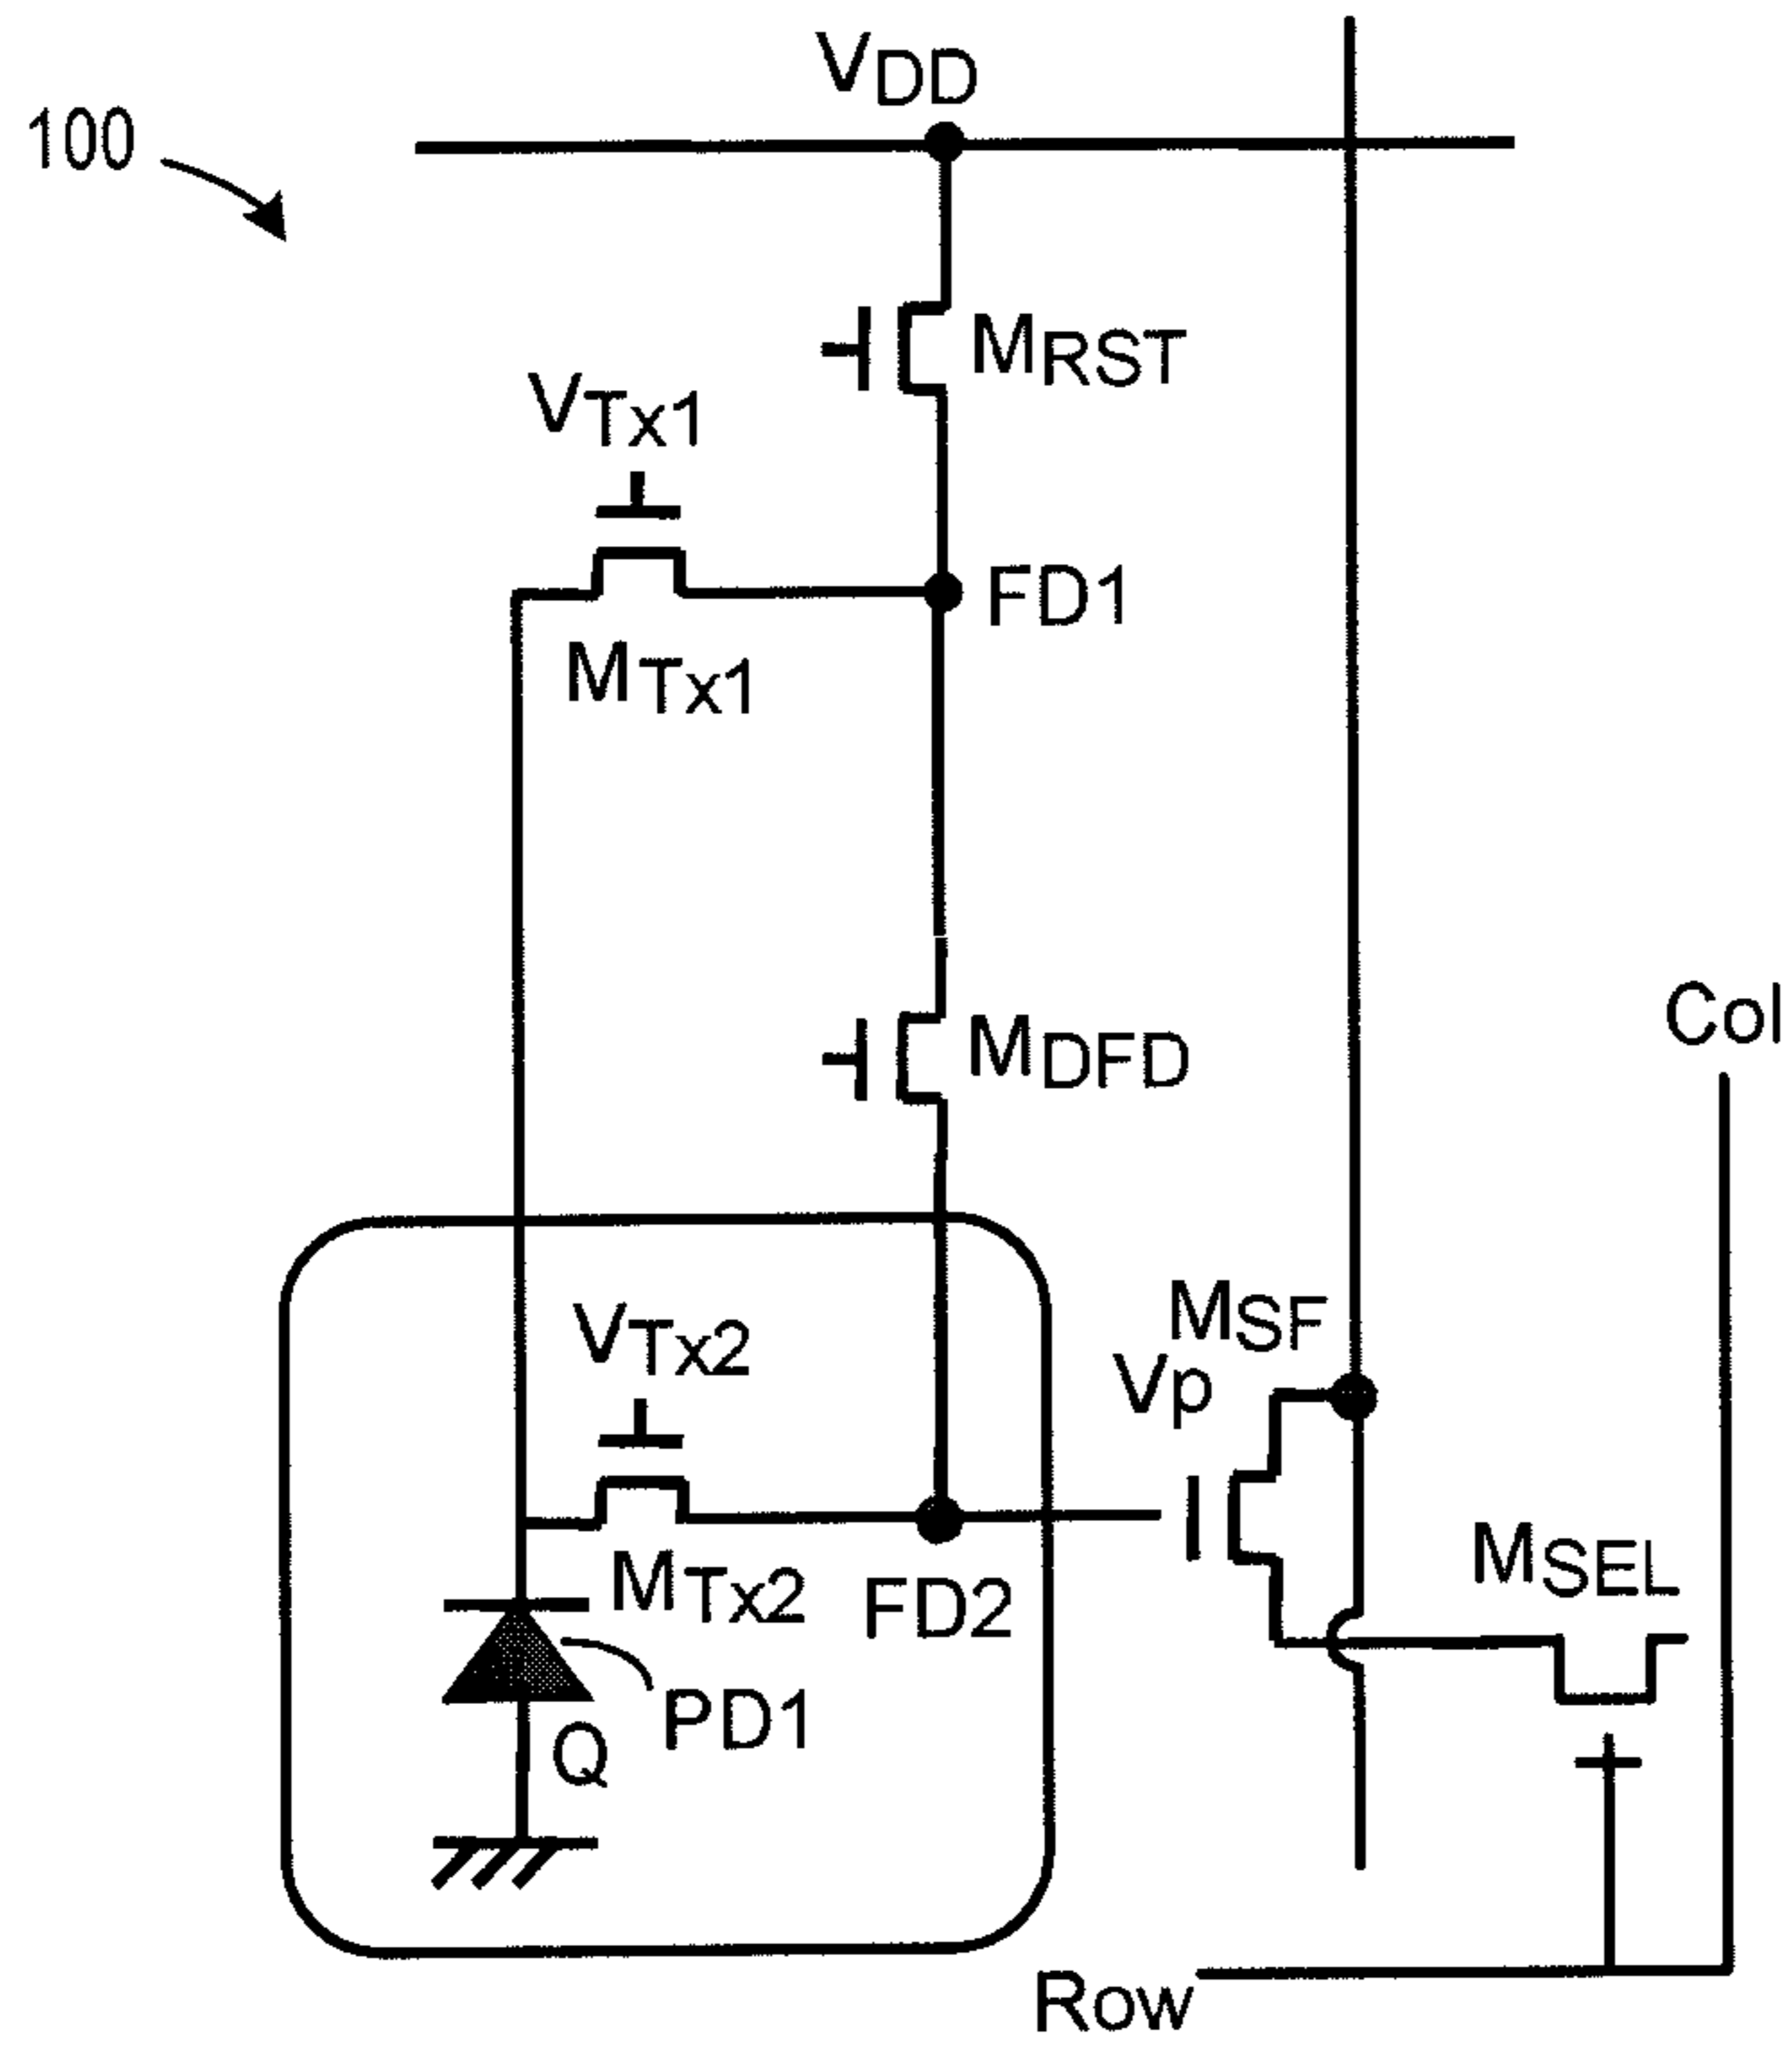 100
VDD
MRST
VTx1
FD1
MTx1
Col
MDFD
MSF
VTx2
Vp
MSEL
MTx2
FD2
PD1
Q
Row